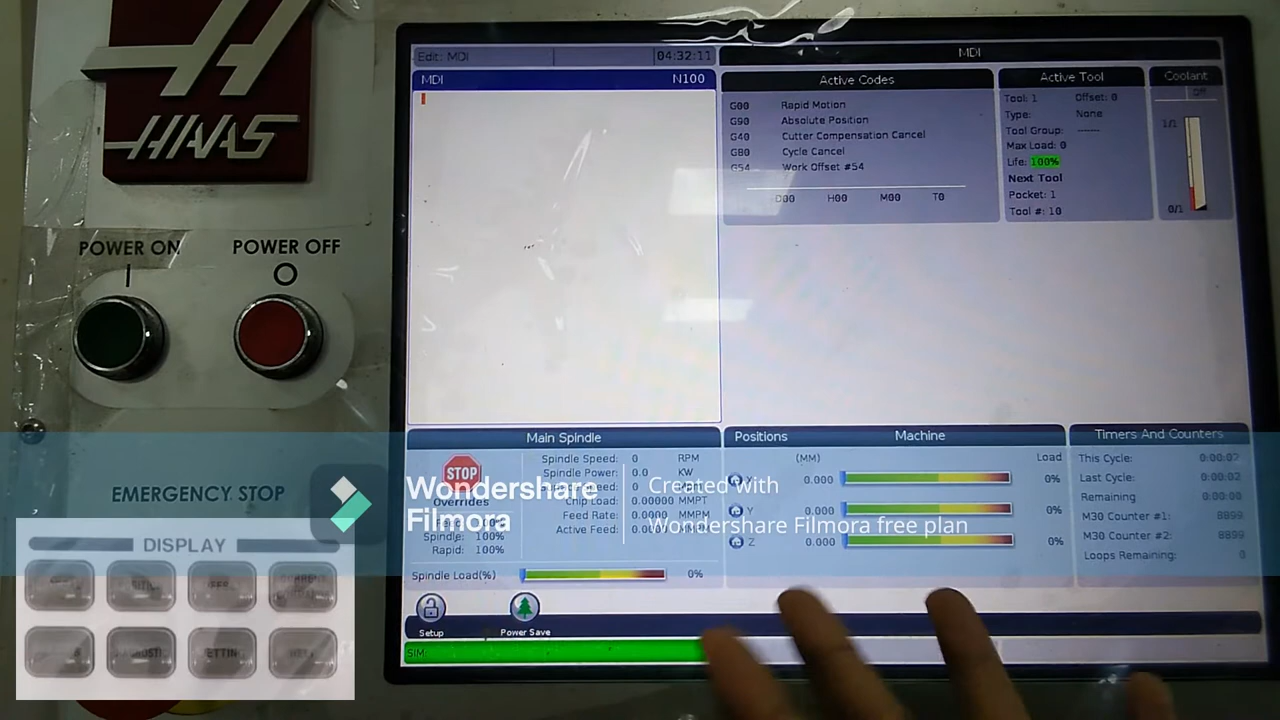 HAAS
POWER ON
POWER OFF
EMERGENCY STOP
Edit: MDI
04:32:11
MDI
MDI
N100
Active Codes
G00 Rapid Motion
G90 Absolute Position
G40 Cutter Compensation Cancel
G80 Cycle Cancel
G54 Work Offset #54
D00 H00 M00 T0
Active Tool
Tool: 1 Offset: 0
Type: None
Tool Group: ------
Max Load: 0
Life: 100%
Next Tool
Pocket: 1
Tool #: 10
Coolant
Off
1/1
0/1
Main Spindle
STOP
Overrides
Spindle: 100%
Rapid: 100%
Spindle Speed: 0 RPM
Spindle Power: 0.0 KW
Chip Load: 0.00000 MMPT
Feed Rate: 0.0000 MMPM
Active Feed:
Spindle Load(%) 0%
Positions Machine
(MM) Load
X 0.000 0%
Y 0.000 0%
Z 0.000 0%
Timers And Counters
This Cycle: 0:00:02
Last Cycle: 0:00:02
Remaining 0:00:00
M30 Counter #1: 8899
M30 Counter #2: 8899
Loops Remaining: 0
Setup
Power Save
SIM
Wondershare
Filmora
Created with
Wondershare Filmora free plan
DISPLAY